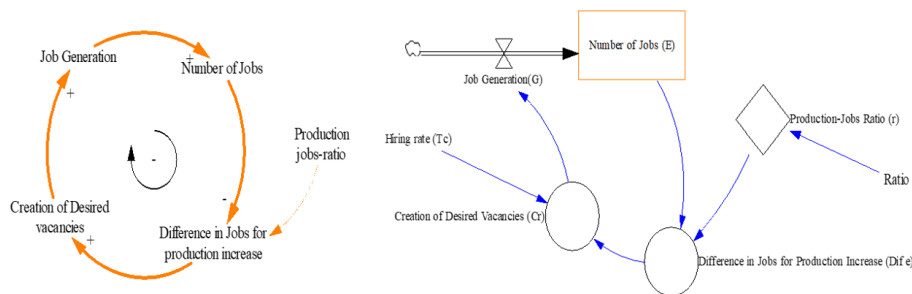 Job Generation
+
Number of Jobs
+
Production
jobs-ratio
-
-
Creation of Desired
vacancies
+
Difference in Jobs for
production increase
Number of Jobs (E)
Job Generation(G)
Production-Jobs Ratio (r)
Hiring rate (Tc)
Ratio
Creation of Desired Vacancies (Cr)
Difference in Jobs for Production Increase (Dif e)